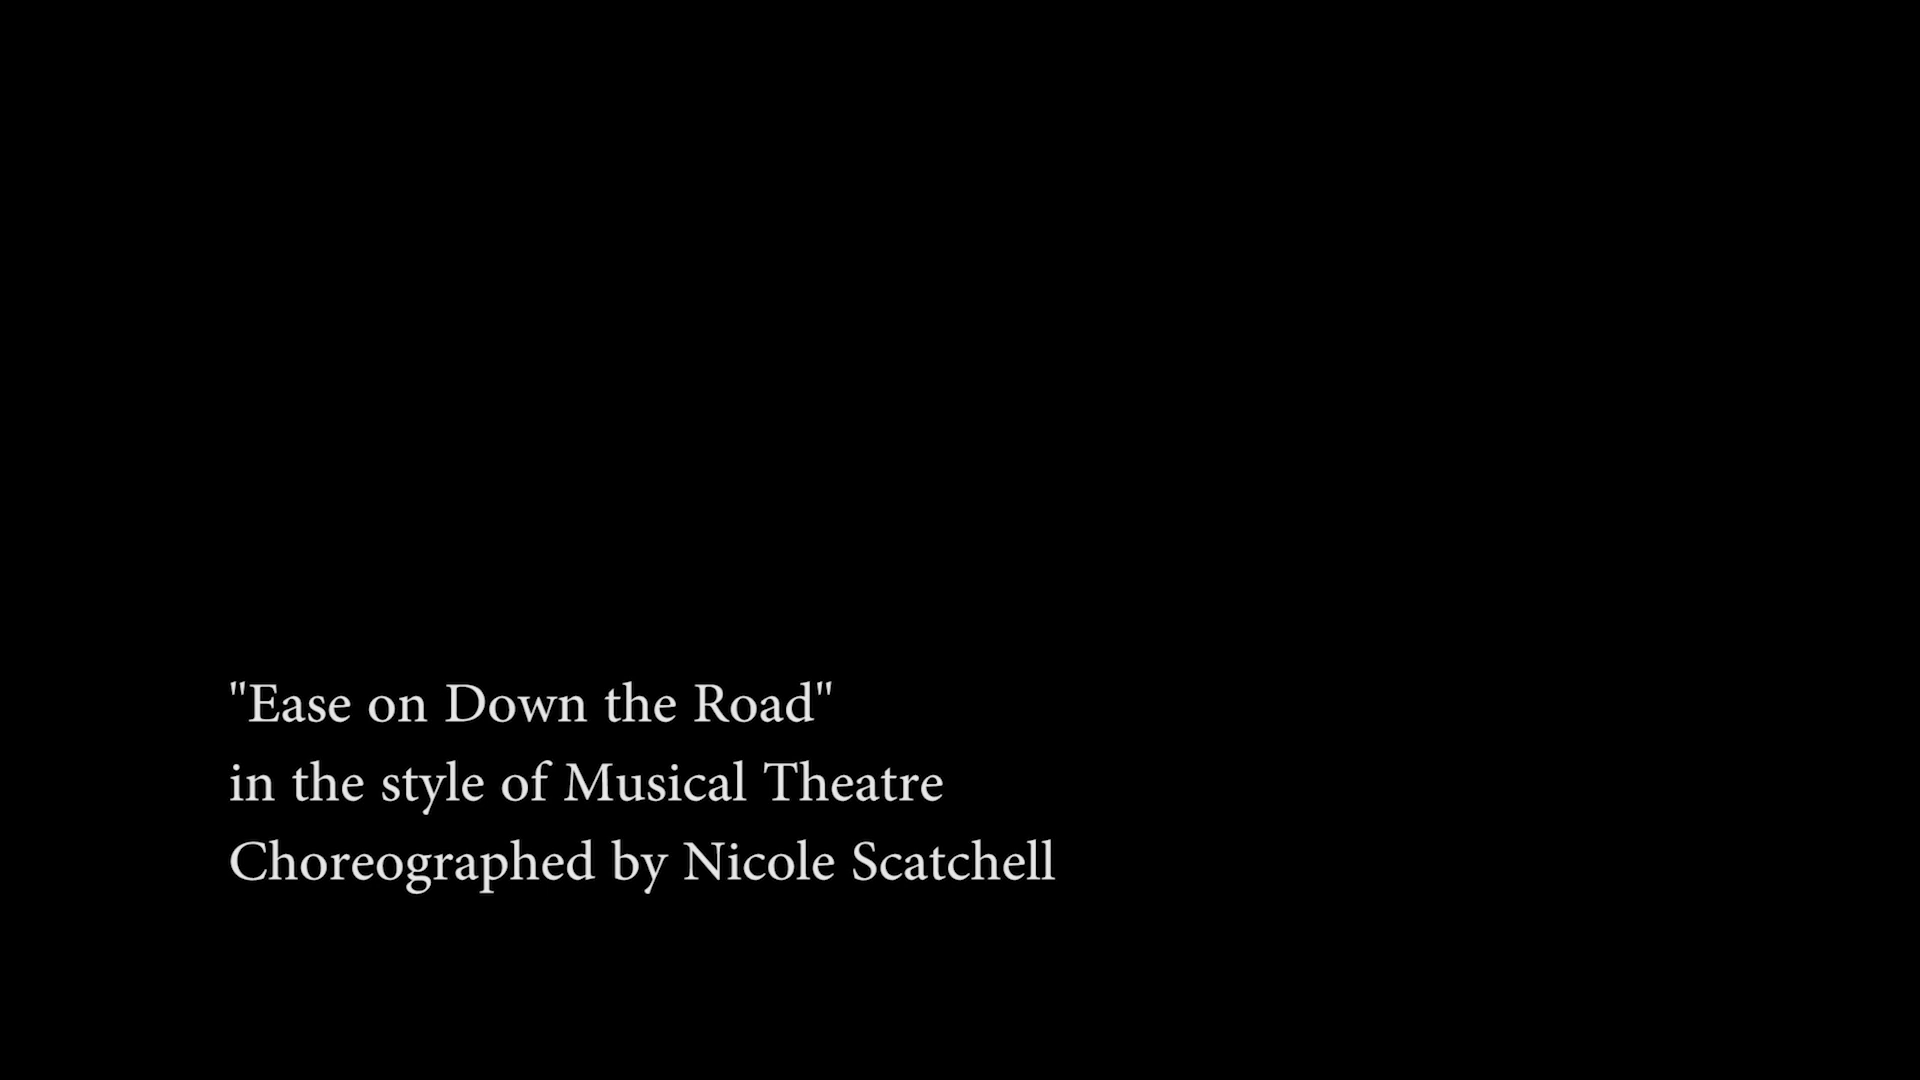 "Ease on Down the Road"
in the style of Musical Theatre
Choreographed by Nicole Scatchell